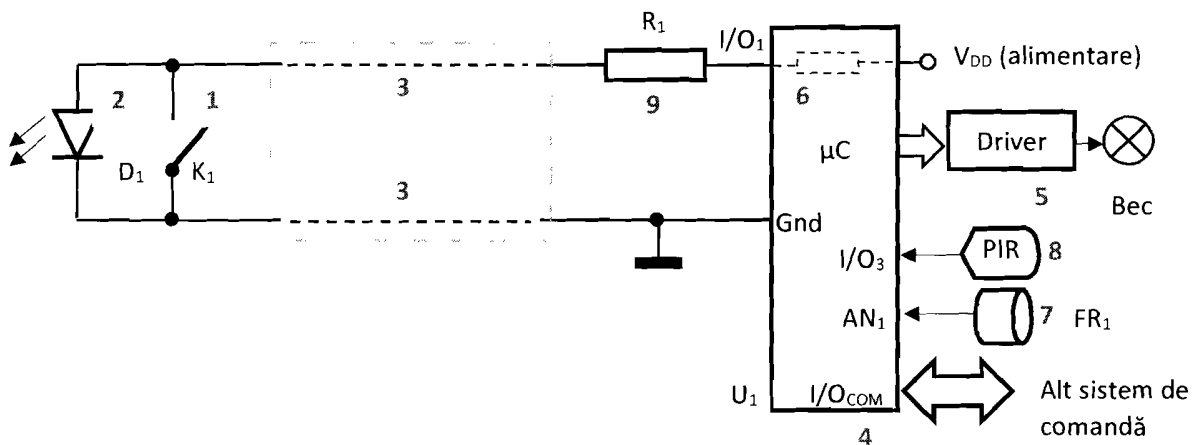 R₁
I/O₁
V_DD (alimentare)
2
1
3
9
6
D₁
K₁
3
µC
Driver
5
Bec
Gnd
I/O₃
PIR
8
AN₁
7
FR₁
U₁
I/O_COM
4
Alt sistem de
comandă